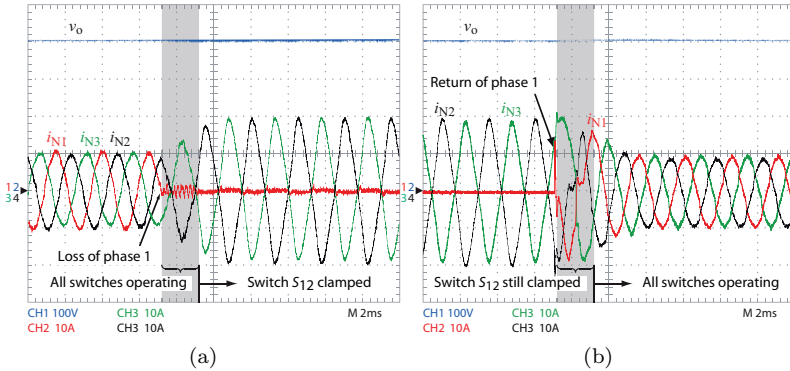 vo
iN1 iN3 iN2
1 2
3 4
Loss of phase 1
All switches operating
Switch S12 clamped
CH1 100V CH3 10A M 2ms
CH2 10A CH3 10A
(a)
vo
Return of phase 1
iN2 iN3 iN1
1 2
3 4
Switch S12 still clamped
All switches operating
CH1 100V CH3 10A M 2ms
CH2 10A CH3 10A
(b)